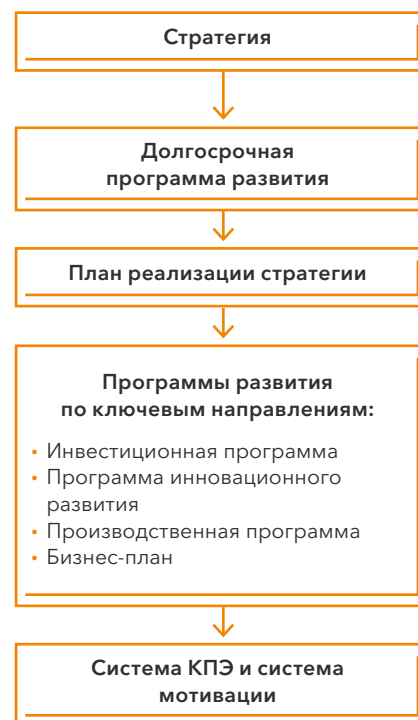 Стратегия
Долгосрочная
программа развития
План реализации стратегии
Программы развития
по ключевым направлениям:
• Инвестиционная программа
• Программа инновационного
развития
• Производственная программа
• Бизнес-план
Система КПЭ и система
мотивации